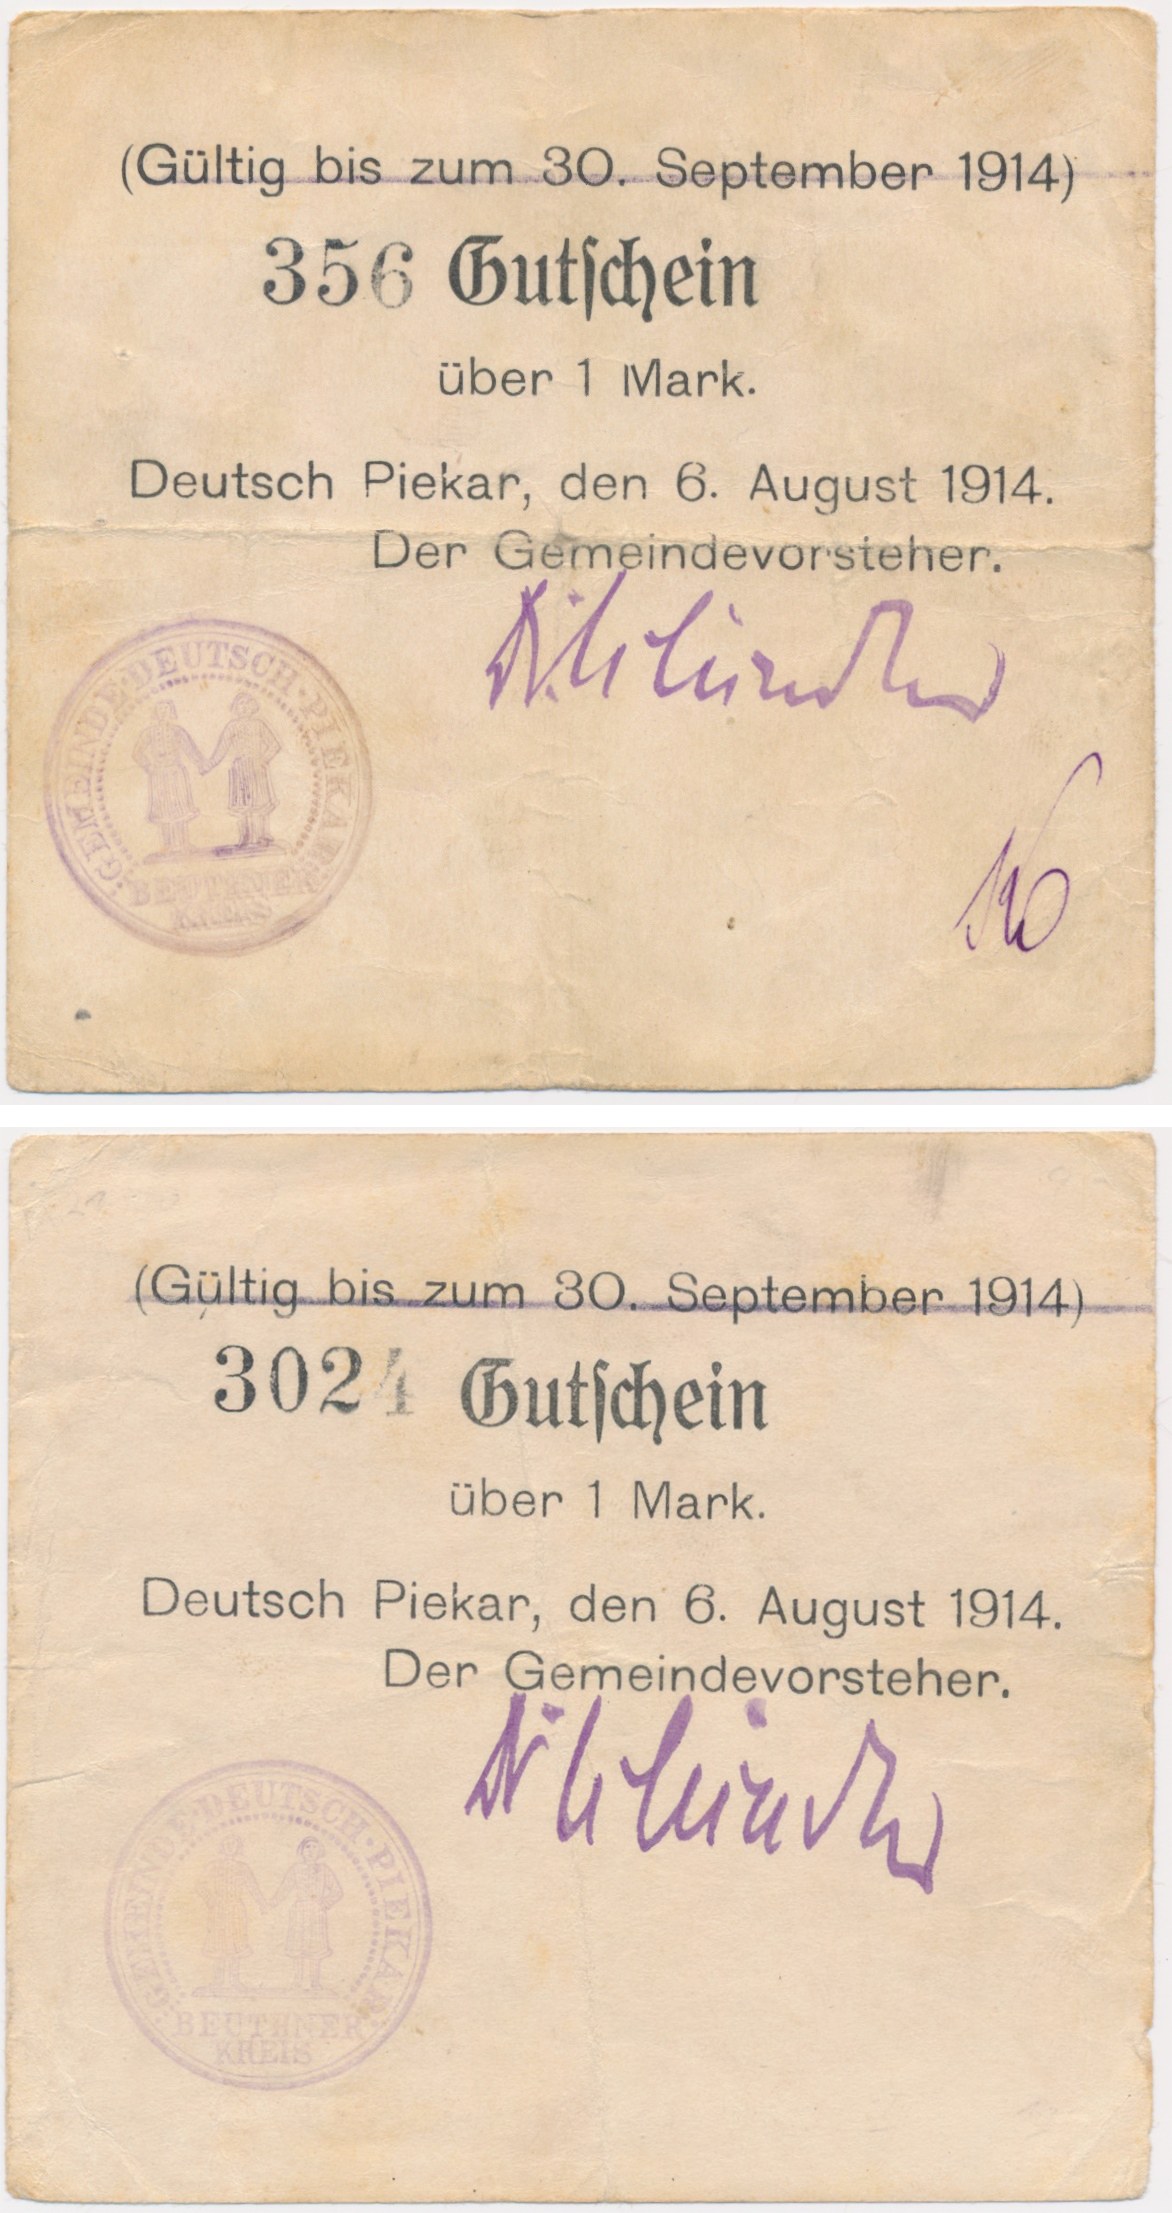 (Gültig bis zum 30. September 1914)
356 Gutschein
über 1 Mark.
Deutsch Piekar, den 6. August 1914.
Der Gemeindevorsteher.
GEMEINDE·DEUTSCH·PIEKAR·
BEUTHNER
KREIS
(Gültig bis zum 30. September 1914)
3024 Gutschein
über 1 Mark.
Deutsch Piekar, den 6. August 1914.
Der Gemeindevorsteher.
GEMEINDE·DEUTSCH·PIEKAR·
BEUTHNER
KREIS